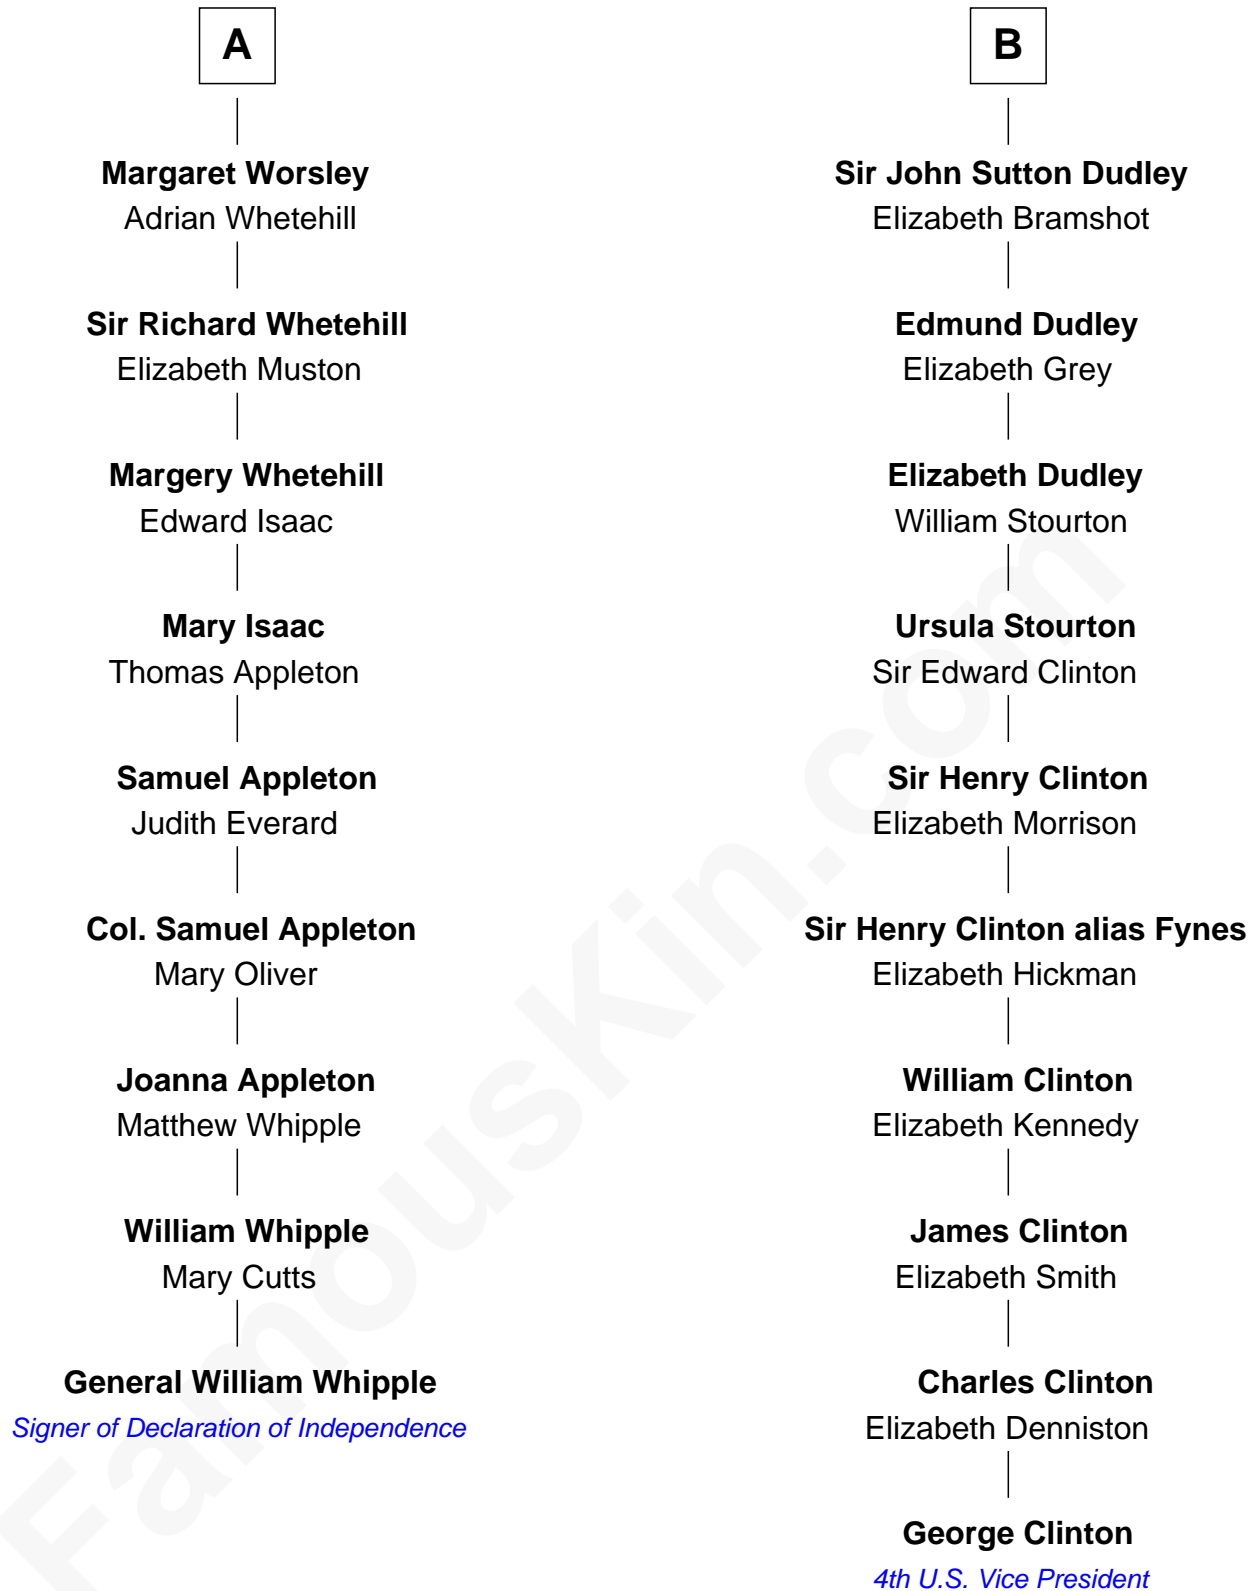 A
Margaret Worsley
Adrian Whetehill
Sir Richard Whetehill
Elizabeth Muston
Margery Whetehill
Edward Isaac
Mary Isaac
Thomas Appleton
Samuel Appleton
Judith Everard
Col. Samuel Appleton
Mary Oliver
Joanna Appleton
Matthew Whipple
William Whipple
Mary Cutts
General William Whipple
Signer of Declaration of Independence
B
Sir John Sutton Dudley
Elizabeth Bramshot
Edmund Dudley
Elizabeth Grey
Elizabeth Dudley
William Stourton
Ursula Stourton
Sir Edward Clinton
Sir Henry Clinton
Elizabeth Morrison
Sir Henry Clinton alias Fynes
Elizabeth Hickman
William Clinton
Elizabeth Kennedy
James Clinton
Elizabeth Smith
Charles Clinton
Elizabeth Denniston
George Clinton
4th U.S. Vice President
FamousKin.com